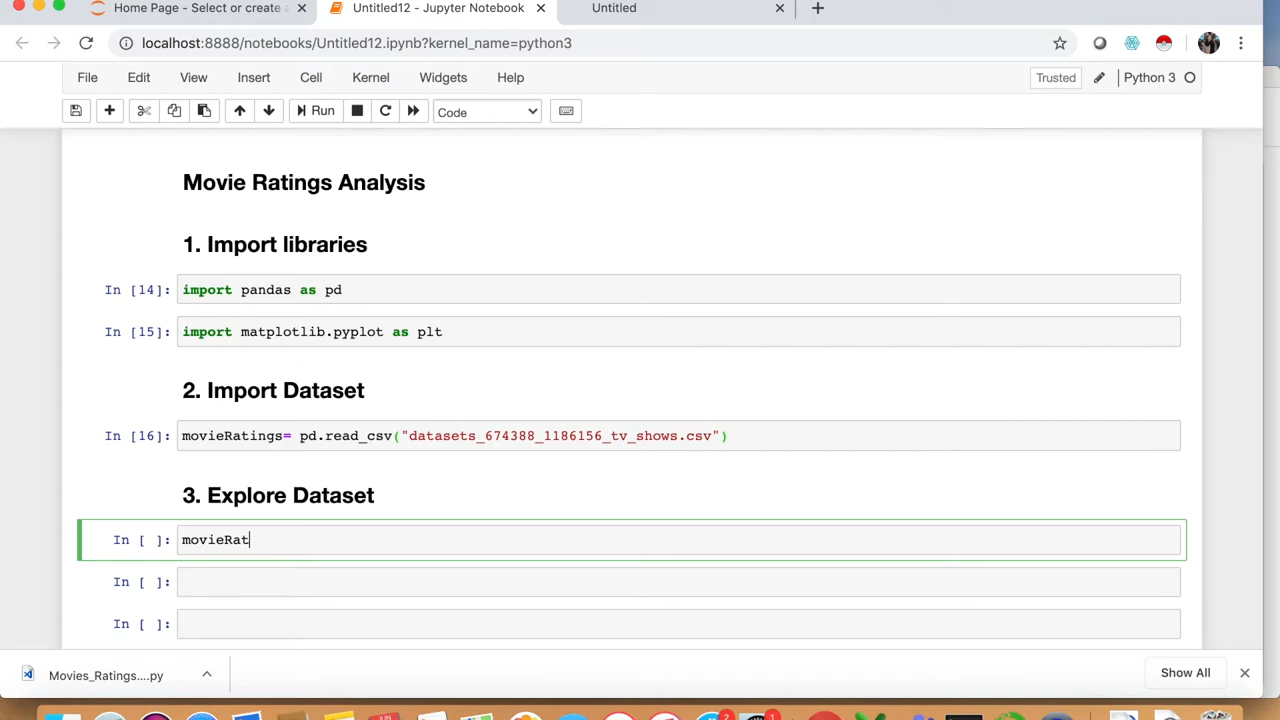 Home Page - Select or create a
Untitled12 - Jupyter Notebook
Untitled
localhost:8888/notebooks/Untitled12.ipynb?kernel_name=python3
File Edit View Insert Cell Kernel Widgets Help
Trusted Python 3
Run Code
Movie Ratings Analysis
1. Import libraries
In [14]: import pandas as pd
In [15]: import matplotlib.pyplot as plt
2. Import Dataset
In [16]: movieRatings= pd.read_csv("datasets_674388_1186156_tv_shows.csv")
3. Explore Dataset
In [ ]: movieRat
In [ ]:
In [ ]:
Movies_Ratings....py
Show All